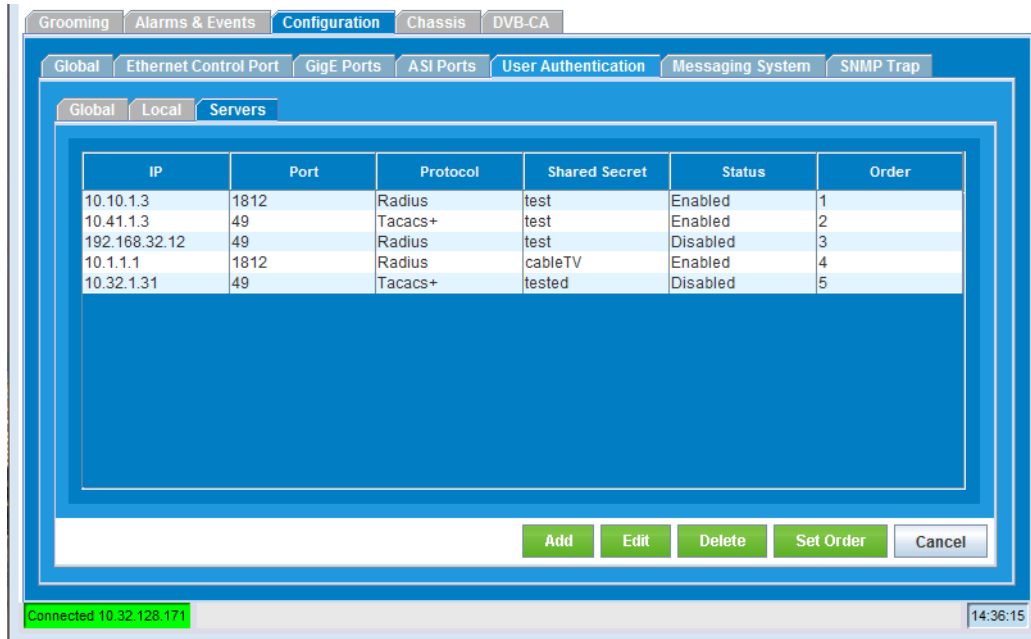 Grooming Alarms & Events Configuration Chassis DVB-CA
Global Ethernet Control Port GigE Ports ASI Ports User Authentication Messaging System SNMP Trap
Global Local Servers
IP Port Protocol Shared Secret Status Order
10.10.1.3 1812 Radius test Enabled 1
10.41.1.3 49 Tacacs+ test Enabled 2
192.168.32.12 49 Radius test Disabled 3
10.1.1.1 1812 Radius cableTV Enabled 4
10.32.1.31 49 Tacacs+ tested Disabled 5
Add Edit Delete Set Order Cancel
Connected 10.32.128.171 14:36:15